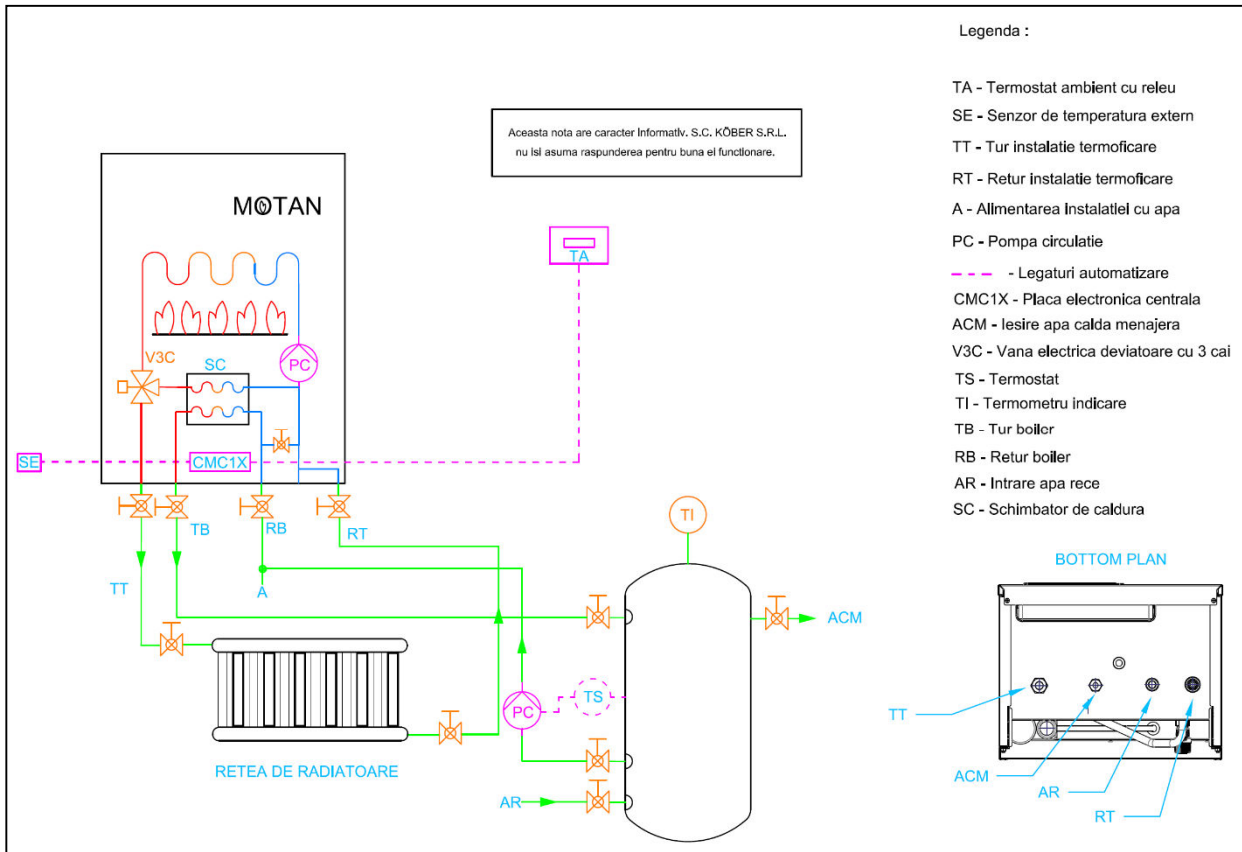 Legenda :
TA - Termostat ambient cu releu
SE - Senzor de temperatura extern
TT - Tur instalatie termoficare
RT - Retur instalatie termoficare
A - Alimentarea instalatiei cu apa
PC - Pompa circulatie
- Legaturi automatizare
CMC1X - Placa electronica centrala
ACM - Iesire apa calda menajera
V3C - Vana electrica deviatoare cu 3 cai
TS - Termostat
TI - Termometru indicare
TB - Tur boiler
RB - Retur boiler
AR - Intrare apa rece
SC - Schimbator de caldura
Aceasta nota are caracter informativ. S.C. KÖBER S.R.L.
nu isi asuma raspunderea pentru buna ei functionare.
MOTAN
TA
PC
V3C
SC
SE
CMC1X
TB
RB
RT
TT
A
TI
ACM
TS
PC
RETEA DE RADIATOARE
AR
BOTTOM PLAN
TT
ACM
AR
RT